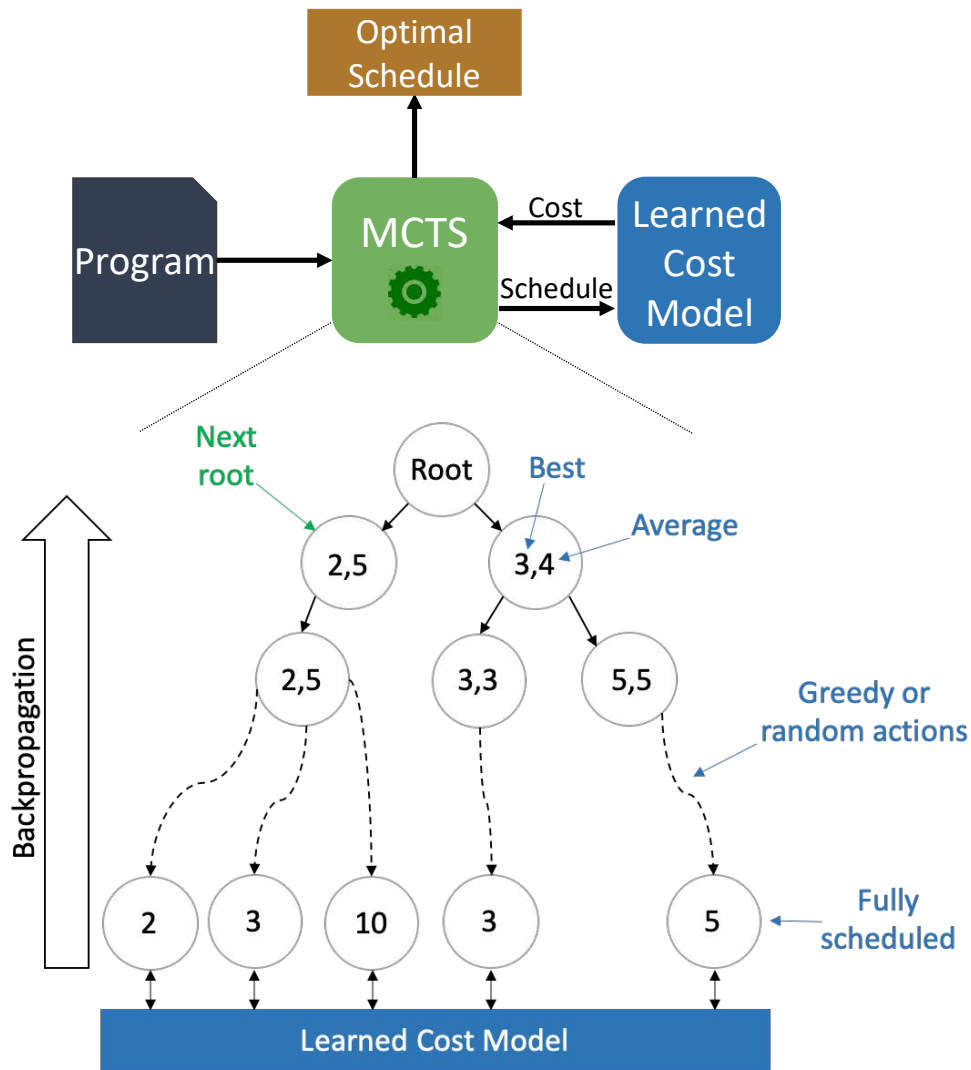 Optimal
Schedule
Program
MCTS
Cost
Schedule
Learned
Cost
Model
Next
root
Root
Best
Average
2,5
3,4
2,5
3,3
5,5
Greedy or
random actions
Backpropagation
2
3
10
3
5
Fully
scheduled
Learned Cost Model